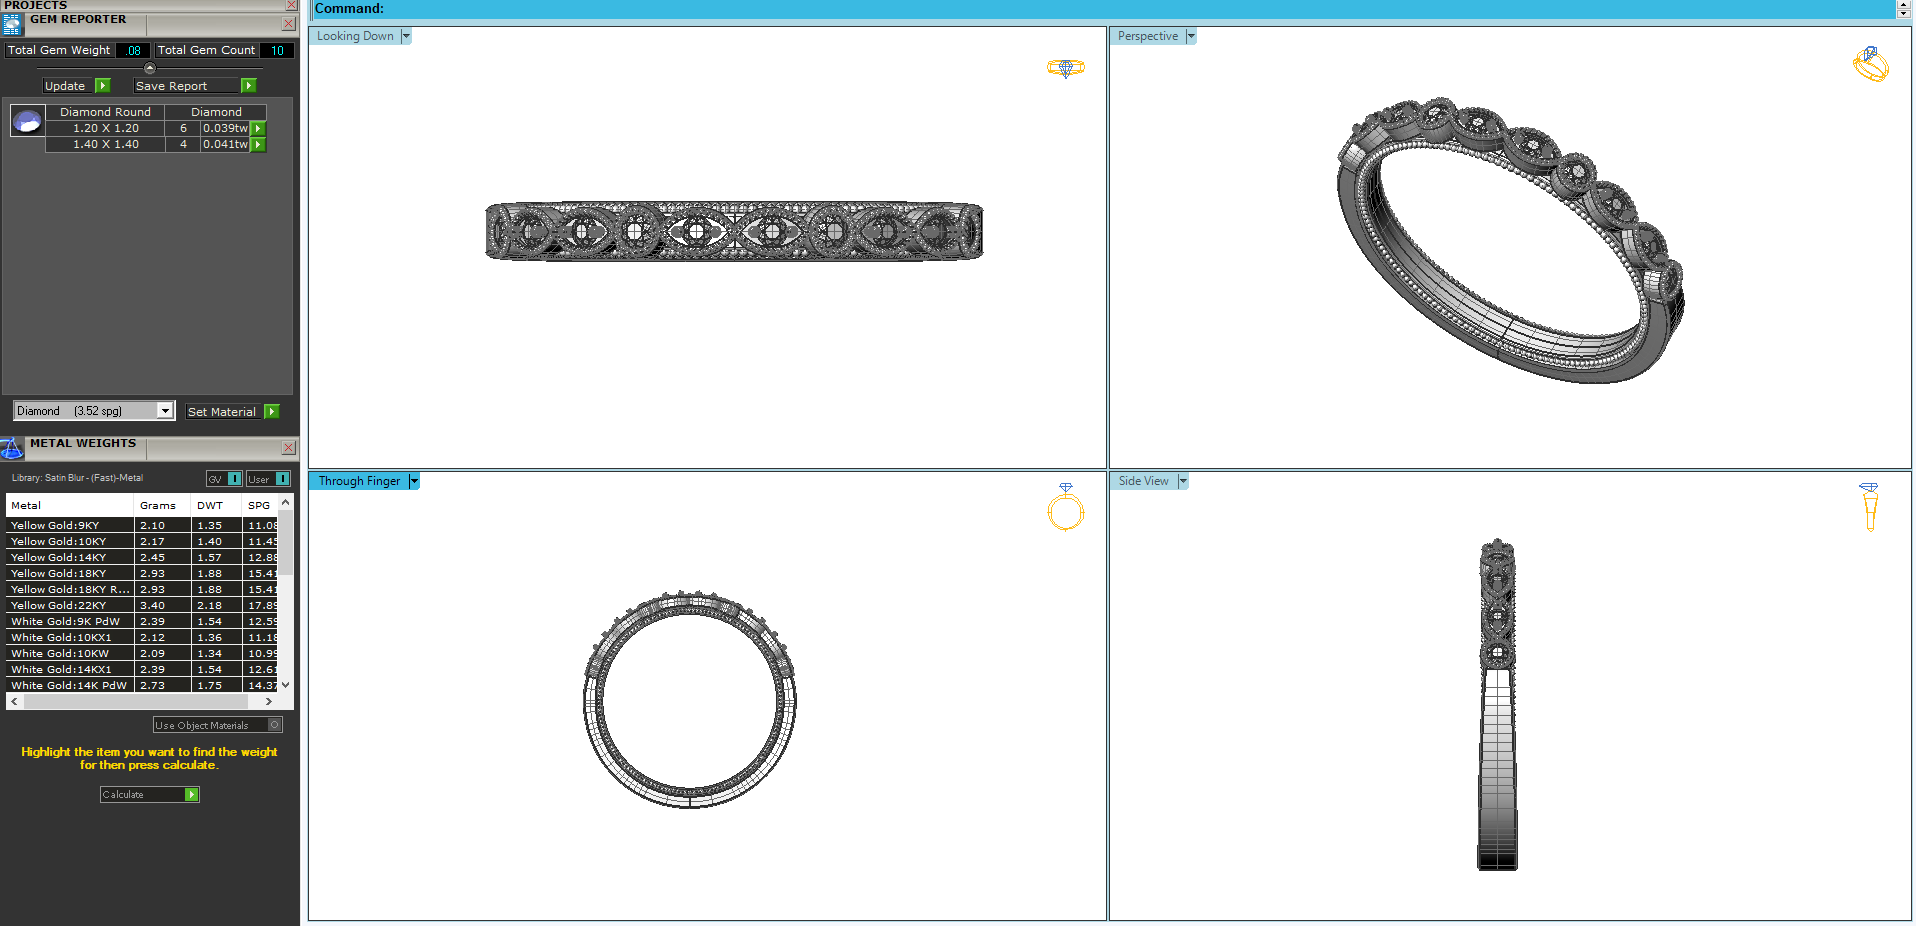 PROJECTS
GEM REPORTER
Total Gem Weight .08 Total Gem Count 10
Update Save Report
Diamond Round Diamond
1.20 X 1.20 6 0.039tw
1.40 X 1.40 4 0.041tw
Diamond (3.52 spg) Set Material
METAL WEIGHTS
Library: Satin Blur - (Fast)-Metal GV I User I
Metal Grams DWT SPG
Yellow Gold:9KY 2.10 1.35 11.08
Yellow Gold:10KY 2.17 1.40 11.45
Yellow Gold:14KY 2.45 1.57 12.88
Yellow Gold:18KY 2.93 1.88 15.41
Yellow Gold:18KY R... 2.93 1.88 15.41
Yellow Gold:22KY 3.40 2.18 17.89
White Gold:9K PdW 2.39 1.54 12.59
White Gold:10KX1 2.12 1.36 11.18
White Gold:10KW 2.09 1.34 10.99
White Gold:14KX1 2.39 1.54 12.61
White Gold:14K PdW 2.73 1.75 14.37
Use Object Materials
Highlight the item you want to find the weight
for then press calculate.
Calculate
Command:
Looking Down
Perspective
Through Finger
Side View